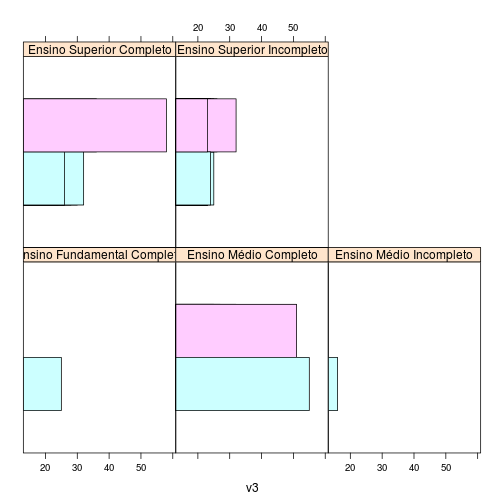 20 30 40 50
Ensino Superior Completo Ensino Superior Incompleto
nsino Fundamental Complet Ensino Médio Completo Ensino Médio Incompleto
20 30 40 50 20 30 40 50
v3